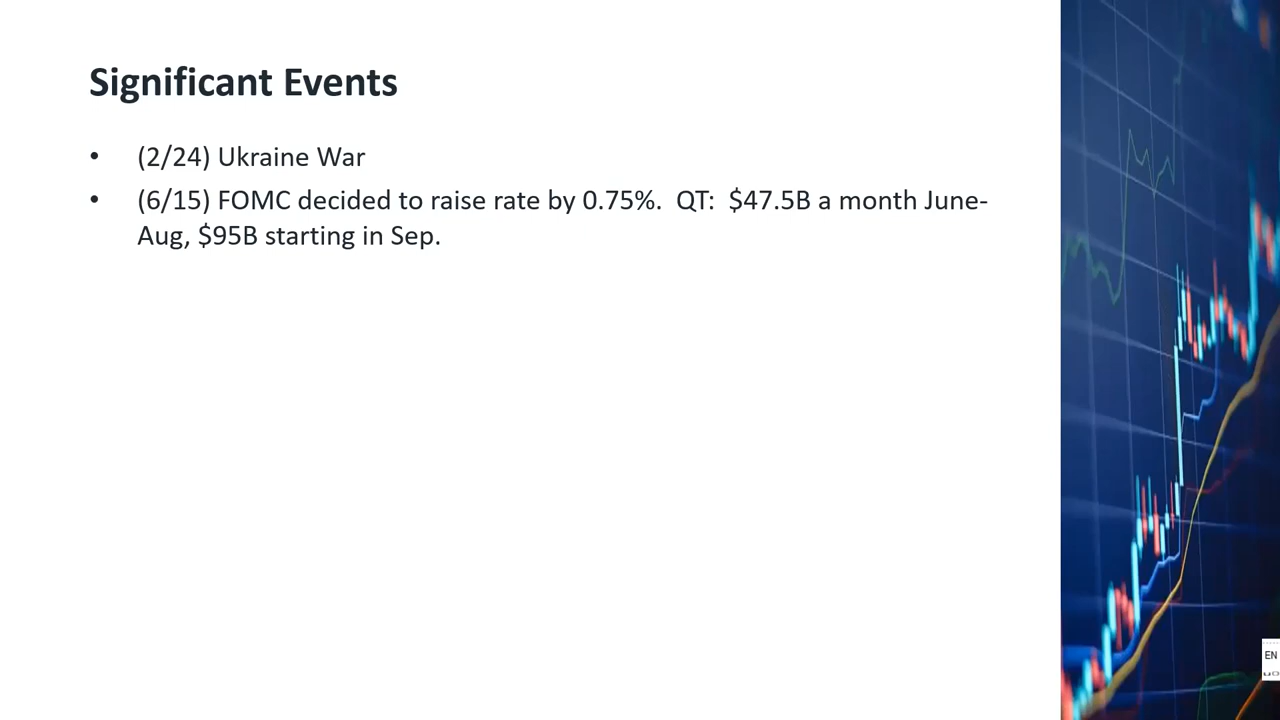 Significant Events
• (2/24) Ukraine War
• (6/15) FOMC decided to raise rate by 0.75%.  QT:  $47.5B a month June-
Aug, $95B starting in Sep.
EN